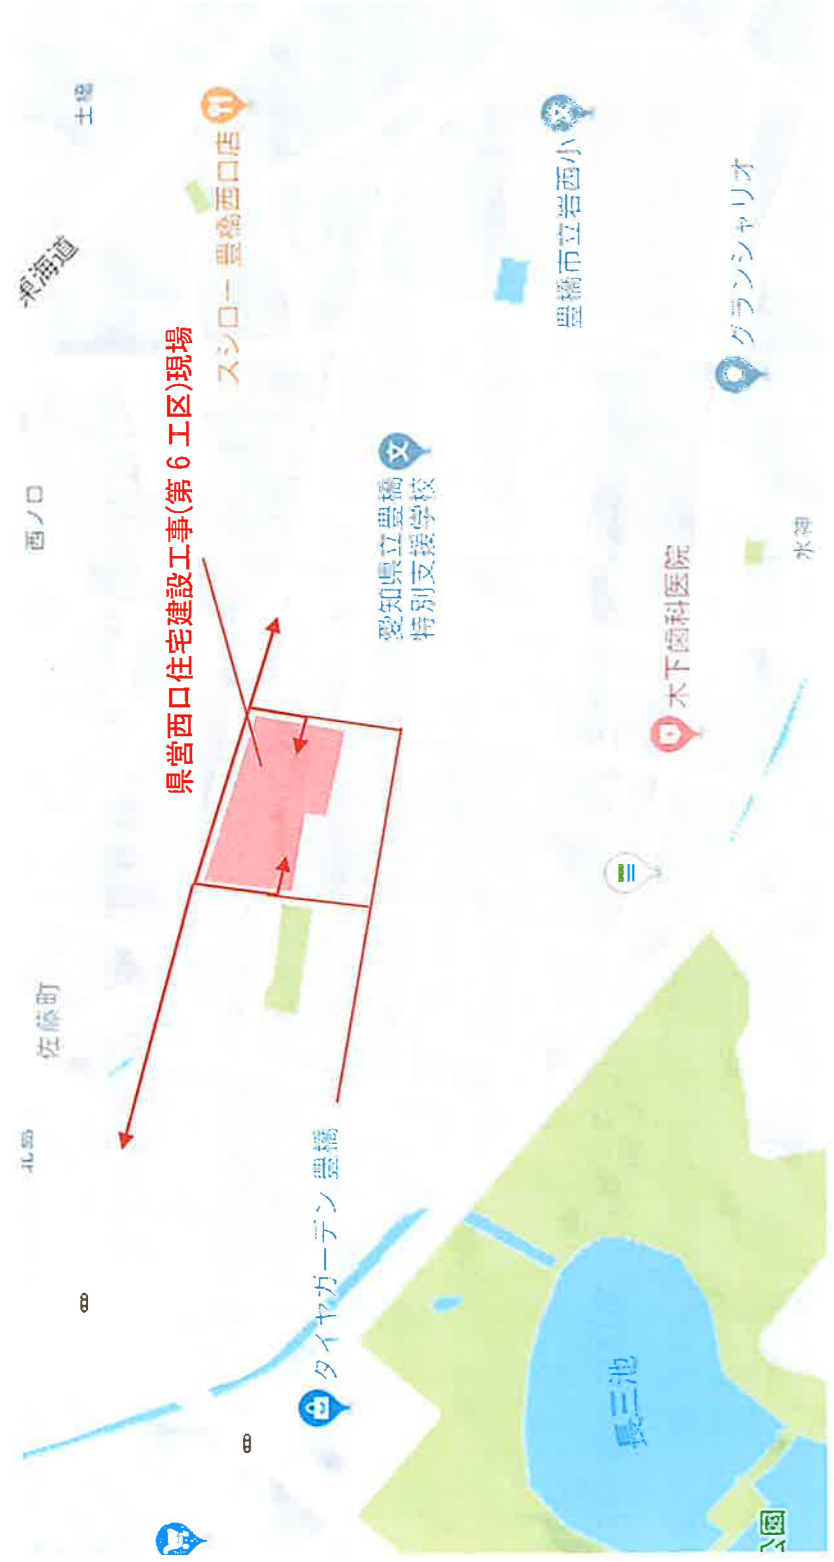 東海道
土橋
西ノ口
佐藤町
県営西口住宅建設工事(第6工区)現場
スシロー 豊橋西口店
愛知県立豊橋
特別支援学校
豊橋市立岩西小
グランシャリオ
木下歯科医院
水神
タイヤガーデン 豊橋
長三池
公園